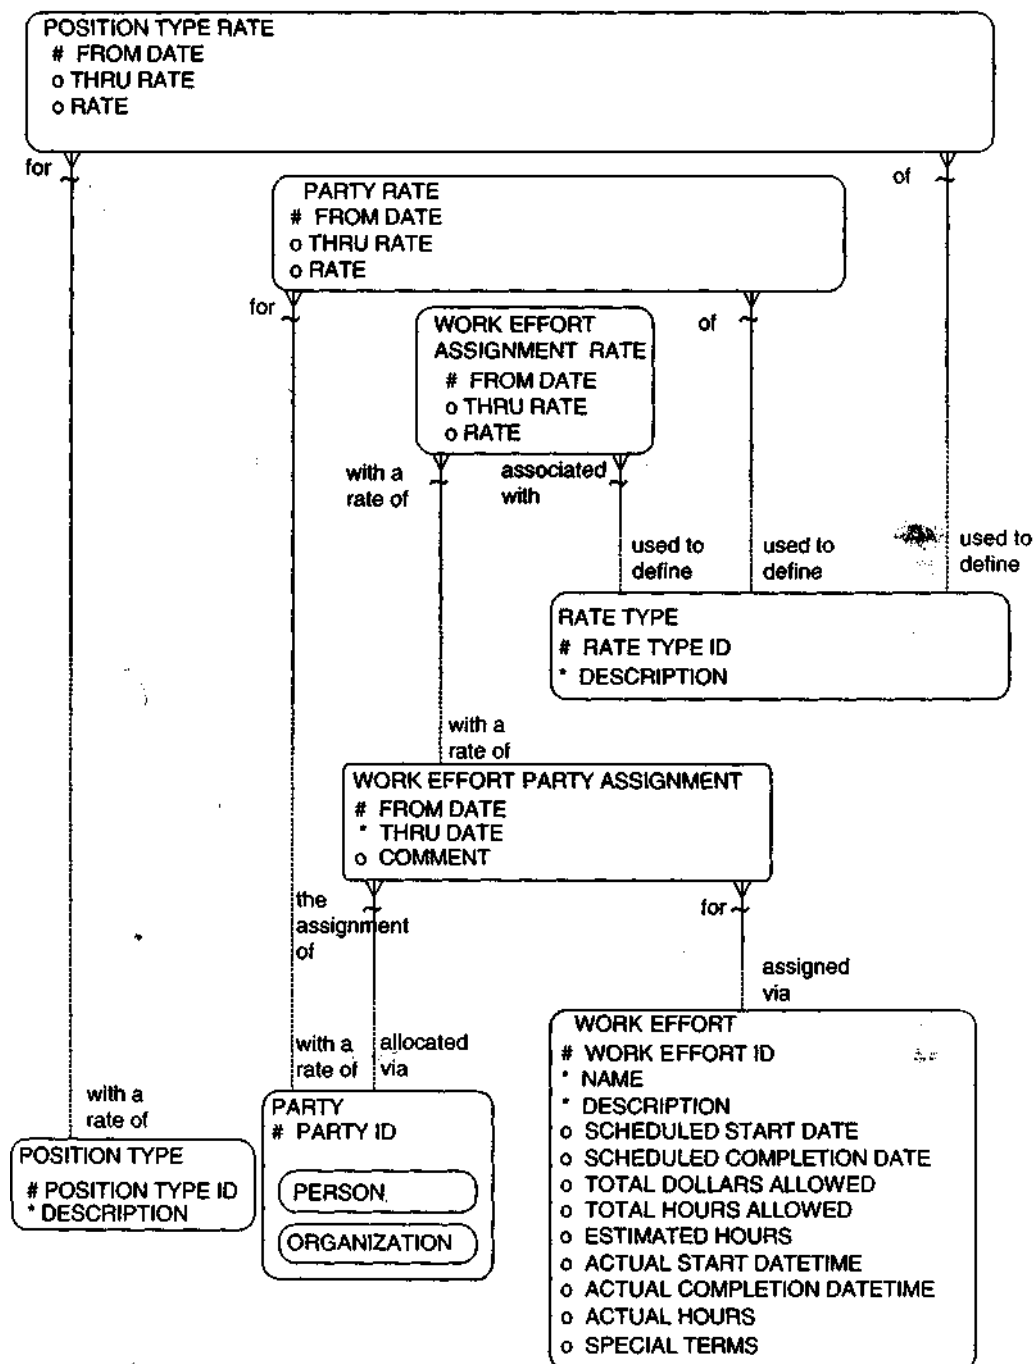 POSITION TYPE RATE
# FROM DATE
o THRU RATE
o RATE
for
of
PARTY RATE
# FROM DATE
o THRU RATE
o RATE
for
of
WORK EFFORT
ASSIGNMENT RATE
# FROM DATE
o THRU RATE
o RATE
with a
rate of
associated
with
used to
define
used to
define
used to
define
RATE TYPE
# RATE TYPE ID
* DESCRIPTION
with a
rate of
WORK EFFORT PARTY ASSIGNMENT
# FROM DATE
* THRU DATE
o COMMENT
the
assignment
of
for
assigned
via
with a
rate of
allocated
via
with a
rate of
POSITION TYPE
# POSITION TYPE ID
* DESCRIPTION
PARTY
# PARTY ID
PERSON
ORGANIZATION
WORK EFFORT
# WORK EFFORT ID
* NAME
* DESCRIPTION
o SCHEDULED START DATE
o SCHEDULED COMPLETION DATE
o TOTAL DOLLARS ALLOWED
o TOTAL HOURS ALLOWED
o ESTIMATED HOURS
o ACTUAL START DATETIME
o ACTUAL COMPLETION DATETIME
o ACTUAL HOURS
o SPECIAL TERMS